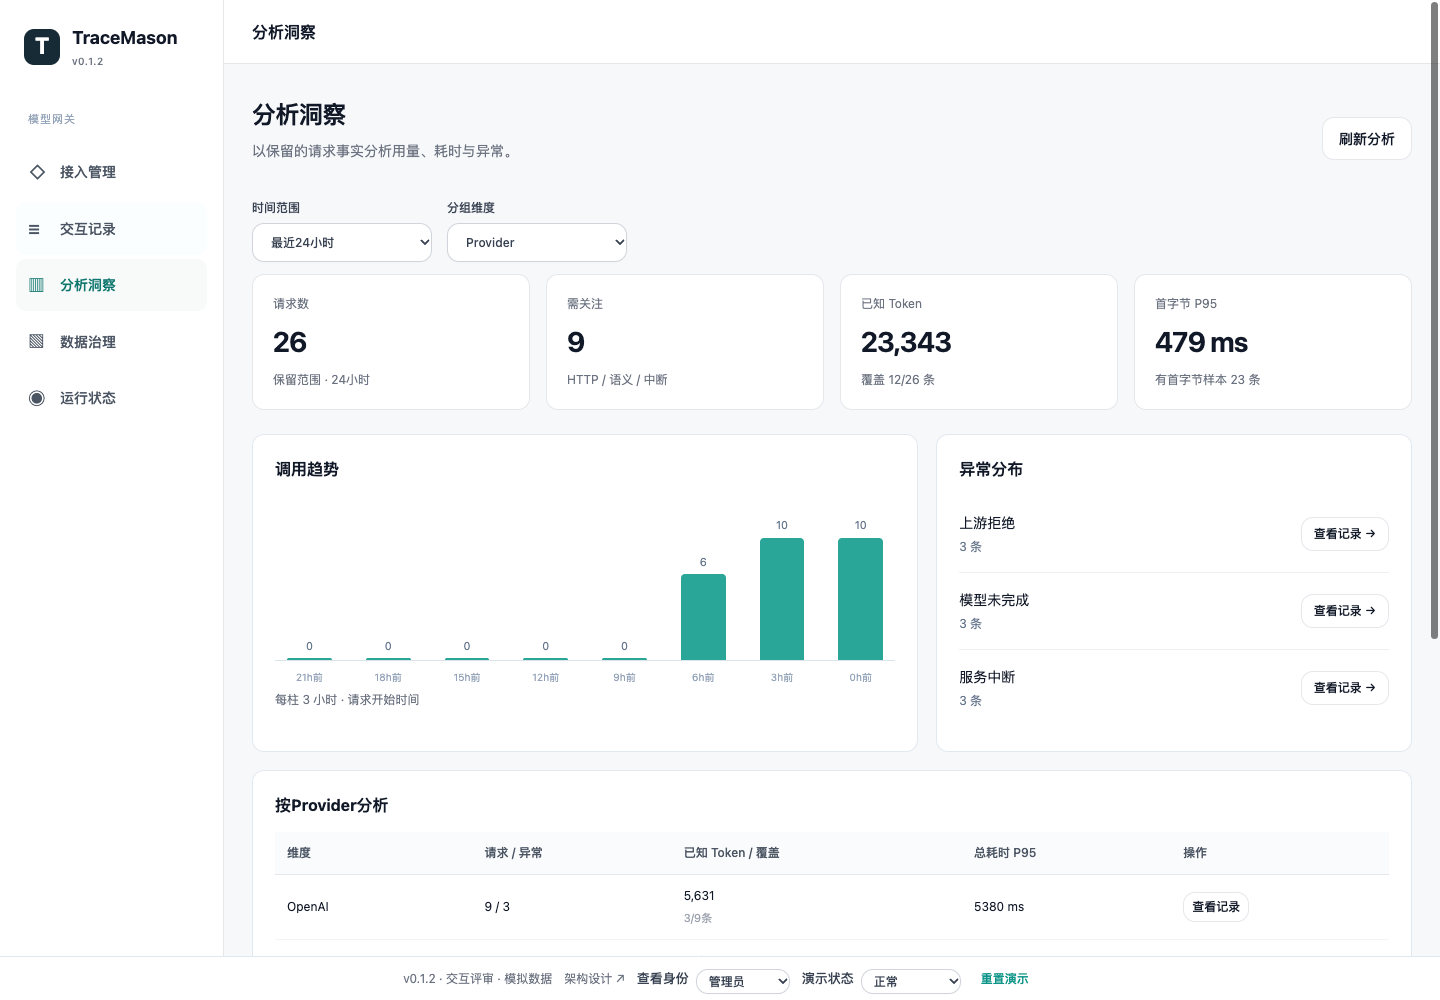 T
TraceMason
v0.1.2
模型网关
接入管理
交互记录
分析洞察
数据治理
运行状态
分析洞察
分析洞察
以保留的请求事实分析用量、耗时与异常。
刷新分析
时间范围
分组维度
最近24小时
Provider
请求数
26
保留范围 · 24小时
需关注
9
HTTP / 语义 / 中断
已知 Token
23,343
覆盖 12/26 条
首字节 P95
479 ms
有首字节样本 23 条
调用趋势
0 0 0 0 0 6 10 10
21h前 18h前 15h前 12h前 9h前 6h前 3h前 0h前
每柱 3 小时 · 请求开始时间
异常分布
上游拒绝
3 条
查看记录 →
模型未完成
3 条
查看记录 →
服务中断
3 条
查看记录 →
按Provider分析
维度 请求 / 异常 已知 Token / 覆盖 总耗时 P95 操作
OpenAI 9 / 3 5,631 5380 ms 查看记录
3/9条
v0.1.2 · 交互评审 · 模拟数据 架构设计 ↗ 查看身份 管理员 演示状态 正常 重置演示